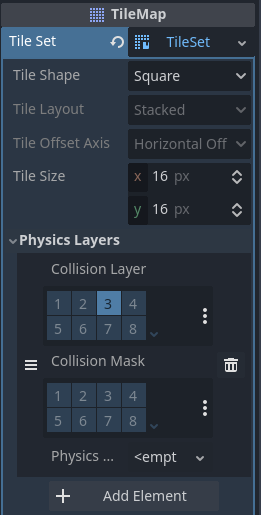 TileMap
Tile Set TileSet
Tile Shape Square
Tile Layout Stacked
Tile Offset Axis Horizontal Off
Tile Size x 16 px
y 16 px
Physics Layers
Collision Layer
1 2 3 4
5 6 7 8
Collision Mask
1 2 3 4
5 6 7 8
Physics ... <empt
Add Element